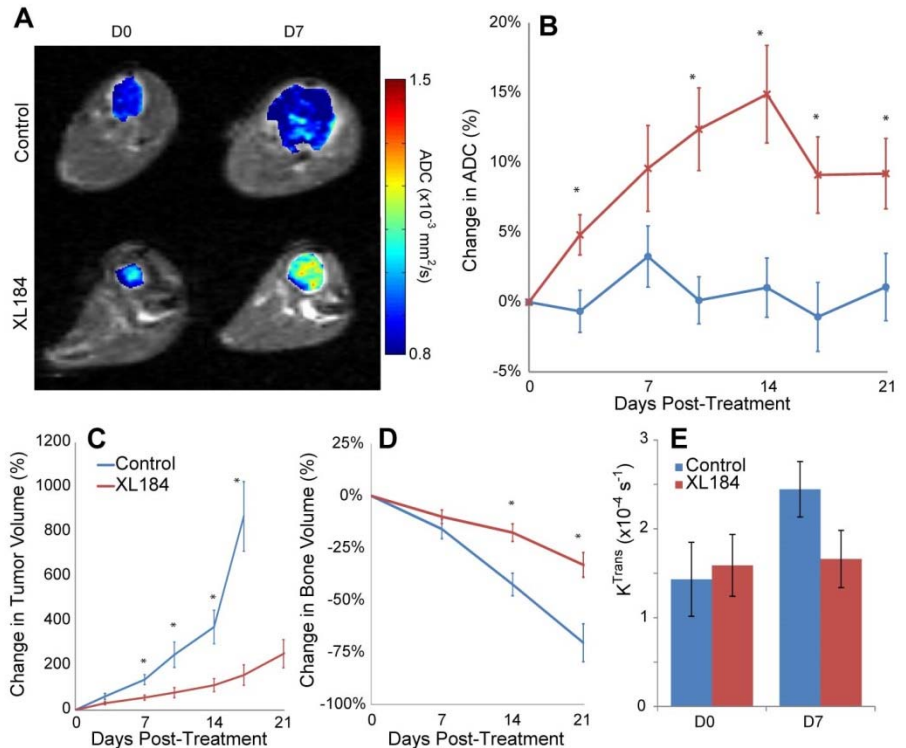 A
D0 D7
Control
XL184
1.5
ADC (x10⁻³ mm²/s)
0.8
B
Change in ADC (%)
20%
*
*
15%
* *
10%
*
5%
0%
-5%
0 7 14 21
Days Post-Treatment
C
Change in Tumor Volume (%)
1200
Control
XL184
1000
*
800
600
*
400
*
*
200
0
0 7 14 21
Days Post-Treatment
D
Change in Bone Volume (%)
25%
0%
*
*
-25%
-50%
-75%
-100%
0 7 14 21
Days Post-Treatment
E
Kᵀʳᵃⁿˢ (x10⁻⁴ s⁻¹)
3
Control
XL184
2
1
0
D0 D7